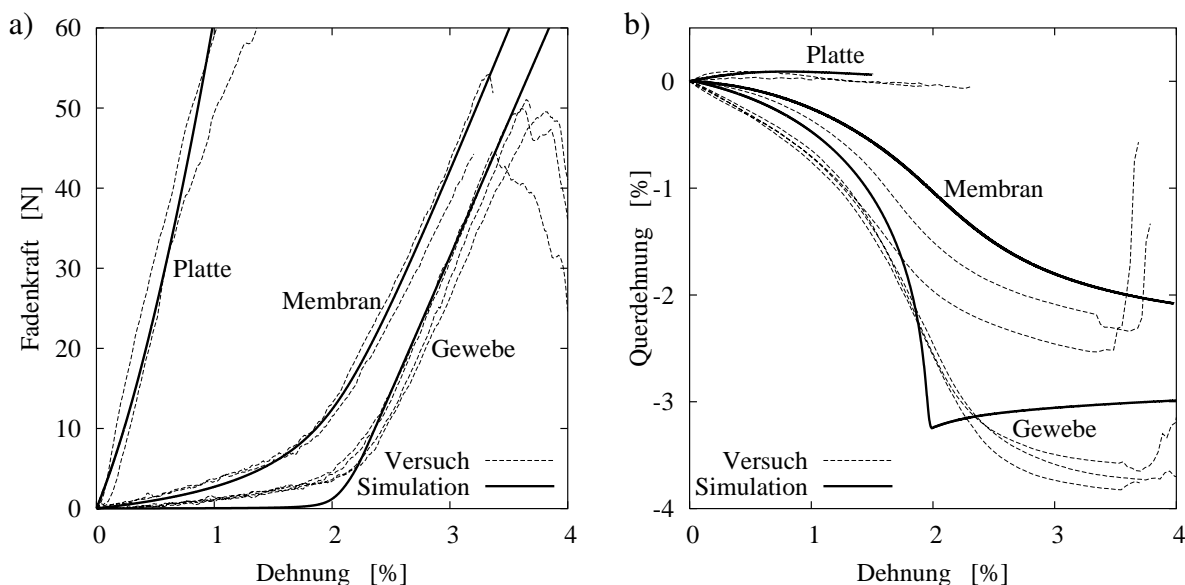 a)
60
50
40
30
20
10
0
Fadenkraft [N]
Platte
Membran
Gewebe
Versuch
Simulation
0 1 2 3 4
Dehnung [%]
b)
0
-1
-2
-3
-4
Querdehnung [%]
Platte
Membran
Gewebe
Versuch
Simulation
0 1 2 3 4
Dehnung [%]